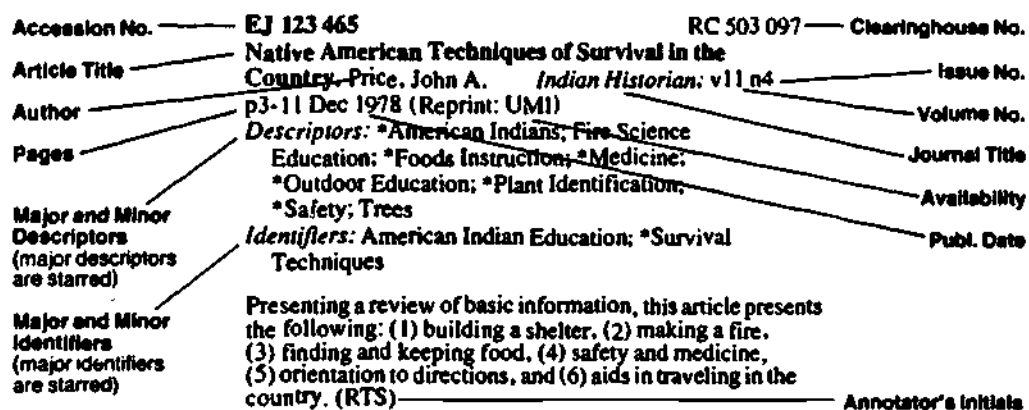 Accession No. EJ 123 465 RC 503 097 Clearinghouse No.
Native American Techniques of Survival in the
Article Title Country, Price, John A. Indian Historian; v11 n4 Issue No.
Author p3-11 Dec 1978 (Reprint: UMI) Volume No.
Descriptors: *American Indians; Fire Science
Pages Education; *Foods Instruction; *Medicine; Journal Title
*Outdoor Education; *Plant Identification;
Availability
*Safety; Trees
Major and Minor
Descriptors Identifiers: American Indian Education; *Survival Publ. Date
(major descriptors Techniques
are starred)
Presenting a review of basic information, this article presents
Major and Minor the following: (1) building a shelter, (2) making a fire,
Identifiers (3) finding and keeping food, (4) safety and medicine,
(major identifiers (5) orientation to directions, and (6) aids in traveling in the
are starred) country. (RTS) Annotator's Initials